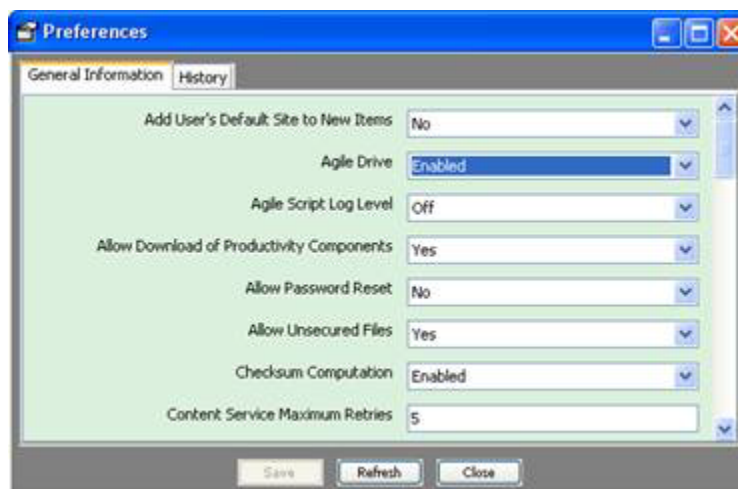 Preferences
General Information History
Add User's Default Site to New Items No
Agile Drive Enabled
Agile Script Log Level Off
Allow Download of Productivity Components Yes
Allow Password Reset No
Allow Unsecured Files Yes
Checksum Computation Enabled
Content Service Maximum Retries 5
Save Refresh Close